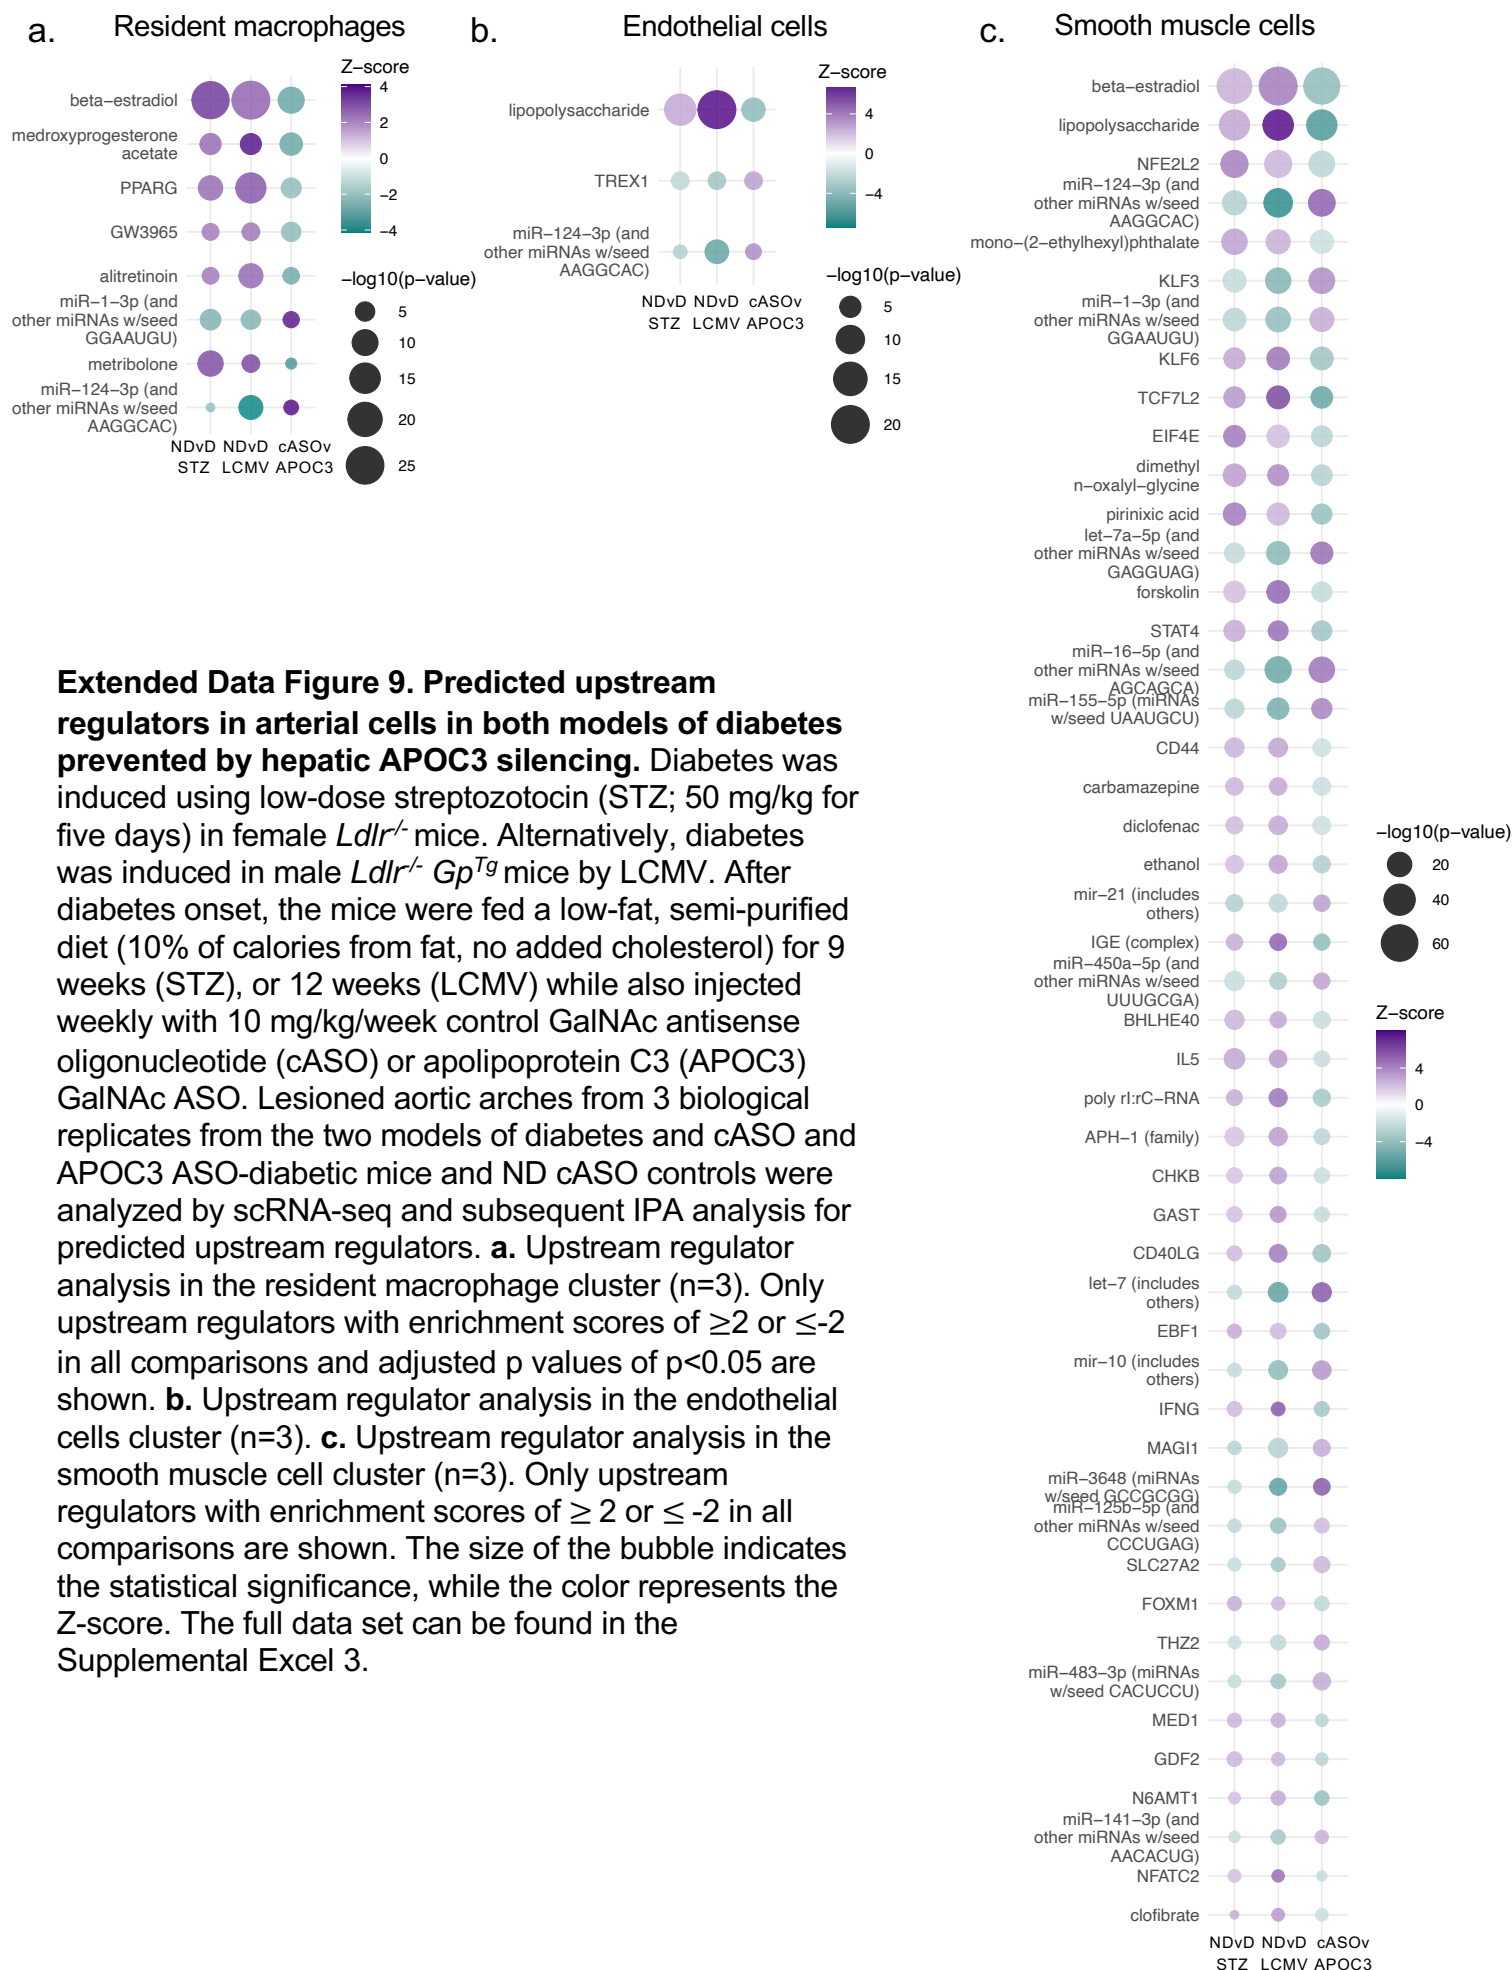 a.
Resident macrophages
Z−score
4
2
0
−2
−4
beta−estradiol
medroxyprogesterone
acetate
PPARG
GW3965
alitretinoin
miR−1−3p (and
other miRNAs w/seed
GGAAUGU)
metribolone
miR−124−3p (and
other miRNAs w/seed
AAGGCAC)
−log10(p−value)
5
10
15
20
25
NDvD NDvD cASOv
STZ LCMV APOC3
b.
Endothelial cells
Z−score
4
0
−4
lipopolysaccharide
TREX1
miR−124−3p (and
other miRNAs w/seed
AAGGCAC)
−log10(p−value)
5
10
15
20
NDvD NDvD cASOv
STZ LCMV APOC3
c.
Smooth muscle cells
beta−estradiol
lipopolysaccharide
NFE2L2
miR−124−3p (and
other miRNAs w/seed
AAGGCAC)
mono−(2−ethylhexyl)phthalate
KLF3
miR−1−3p (and
other miRNAs w/seed
GGAAUGU)
KLF6
TCF7L2
EIF4E
dimethyl
n−oxalyl−glycine
pirinixic acid
let−7a−5p (and
other miRNAs w/seed
GAGGUAG)
forskolin
STAT4
miR−16−5p (and
other miRNAs w/seed
AGCAGCA)
miR−155−5p (miRNAs
w/seed UAAUGCU)
CD44
carbamazepine
diclofenac
ethanol
mir−21 (includes
others)
IGE (complex)
miR−450a−5p (and
other miRNAs w/seed
UUUGCGA)
BHLHE40
IL5
poly rI:rC−RNA
APH−1 (family)
CHKB
GAST
CD40LG
let−7 (includes
others)
EBF1
mir−10 (includes
others)
IFNG
MAGI1
miR−3648 (miRNAs
w/seed GCCGCGG)
miR−125b−5p (and
other miRNAs w/seed
CCCUGAG)
SLC27A2
FOXM1
THZ2
miR−483−3p (miRNAs
w/seed CACUCCU)
MED1
GDF2
N6AMT1
miR−141−3p (and
other miRNAs w/seed
AACACUG)
NFATC2
clofibrate
NDvD NDvD cASOv
STZ LCMV APOC3
−log10(p−value)
20
40
60
Z−score
4
0
−4
Extended Data Figure 9. Predicted upstream
regulators in arterial cells in both models of diabetes
prevented by hepatic APOC3 silencing. Diabetes was
induced using low-dose streptozotocin (STZ; 50 mg/kg for
five days) in female Ldlr-/- mice. Alternatively, diabetes
was induced in male Ldlr-/- GpTg mice by LCMV. After
diabetes onset, the mice were fed a low-fat, semi-purified
diet (10% of calories from fat, no added cholesterol) for 9
weeks (STZ), or 12 weeks (LCMV) while also injected
weekly with 10 mg/kg/week control GalNAc antisense
oligonucleotide (cASO) or apolipoprotein C3 (APOC3)
GalNAc ASO. Lesioned aortic arches from 3 biological
replicates from the two models of diabetes and cASO and
APOC3 ASO-diabetic mice and ND cASO controls were
analyzed by scRNA-seq and subsequent IPA analysis for
predicted upstream regulators. a. Upstream regulator
analysis in the resident macrophage cluster (n=3). Only
upstream regulators with enrichment scores of ≥2 or ≤-2
in all comparisons and adjusted p values of p<0.05 are
shown. b. Upstream regulator analysis in the endothelial
cells cluster (n=3). c. Upstream regulator analysis in the
smooth muscle cell cluster (n=3). Only upstream
regulators with enrichment scores of ≥ 2 or ≤ -2 in all
comparisons are shown. The size of the bubble indicates
the statistical significance, while the color represents the
Z-score. The full data set can be found in the
Supplemental Excel 3.